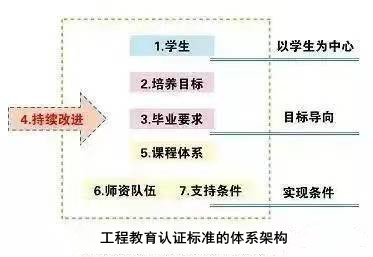 1.学生
以学生为中心
2.培养目标
4.持续改进
3.毕业要求
目标导向
5.课程体系
6.师资队伍
7.支持条件
实现条件
工程教育认证标准的体系架构